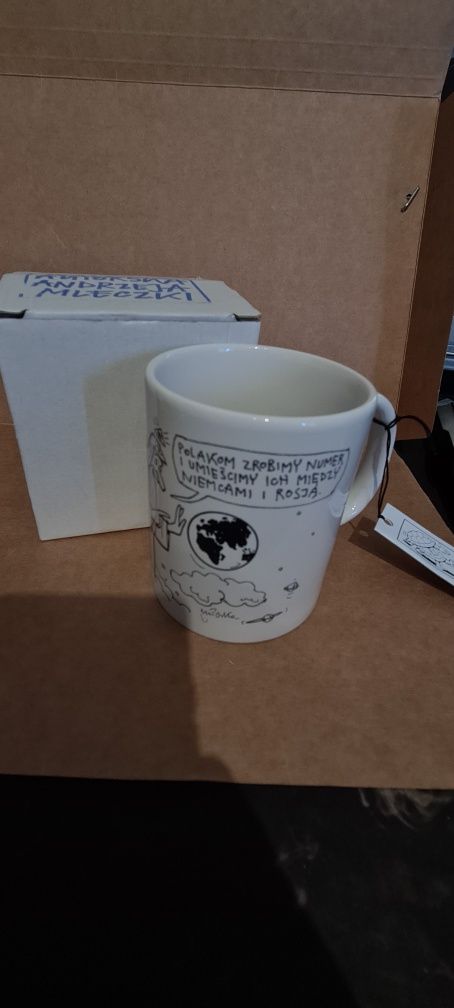 ANDRZEJA
MLECZKI
POLAKOM ZROBIMY NUMER
I UMIEŚCIMY ICH MIĘDZY
NIEMCAMI I ROSJĄ.